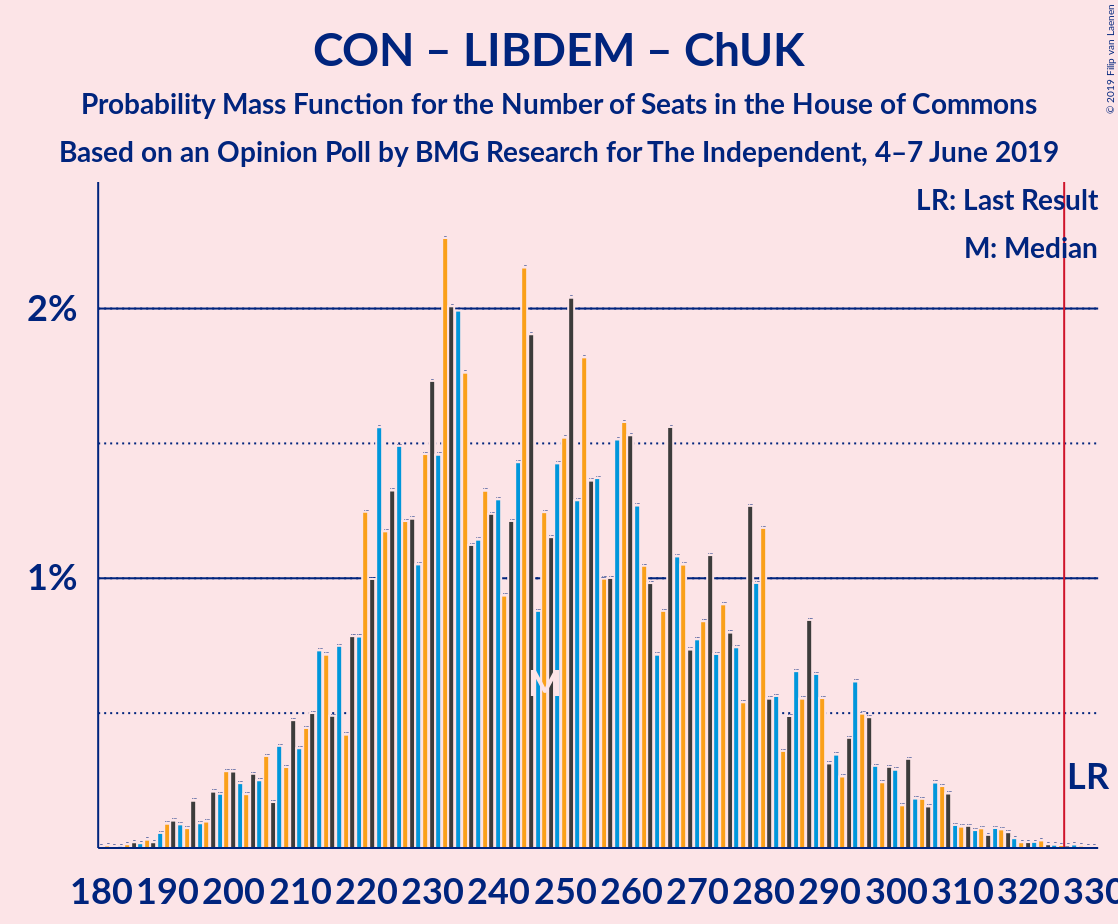 CON – LIBDEM – ChUK
Probability Mass Function for the Number of Seats in the House of Commons
Based on an Opinion Poll by BMG Research for The Independent, 4–7 June 2019
© 2019 Filip van Laenen
LR: Last Result
M: Median
2%
1%
M
LR
180 190 200 210 220 230 240 250 260 270 280 290 300 310 320 330